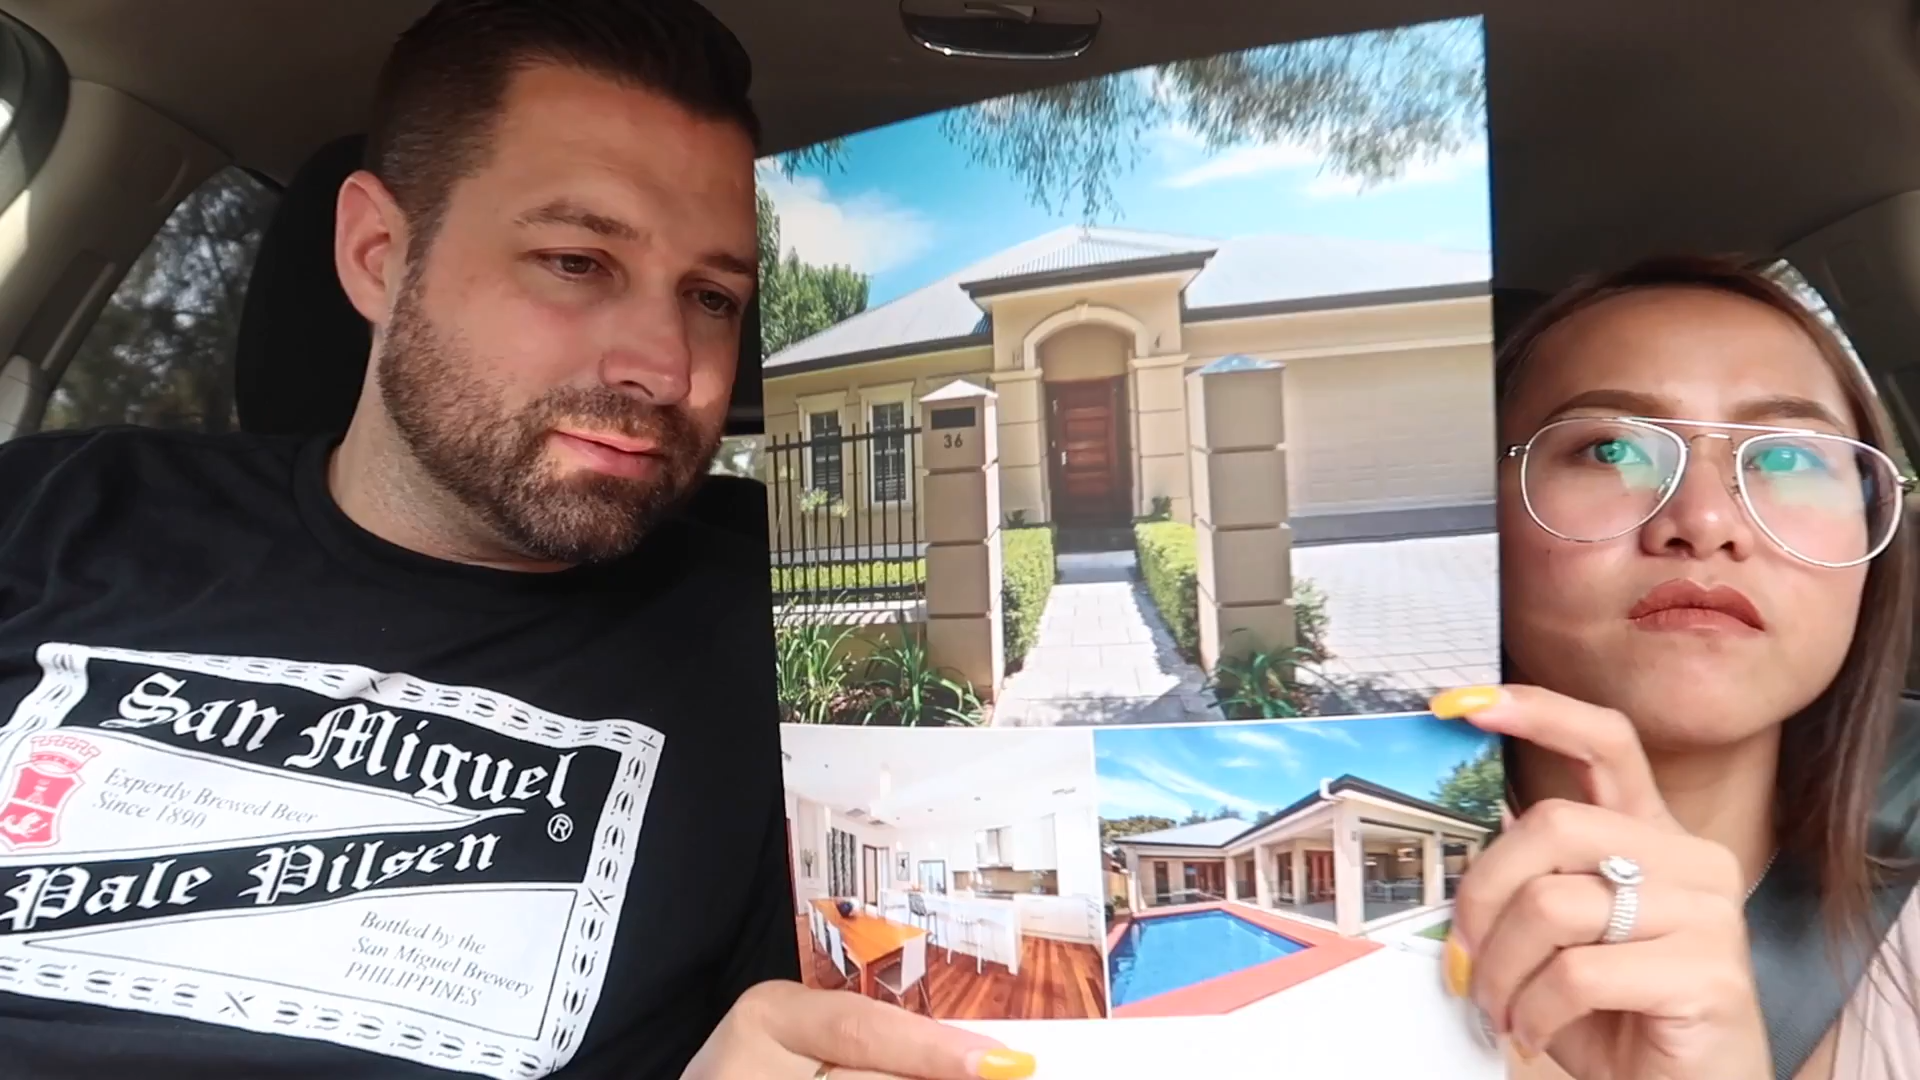 San Miguel
Expertly Brewed Beer
Since 1890
®
Pale Pilsen
Bottled by the
San Miguel Brewery
PHILIPPINES
36